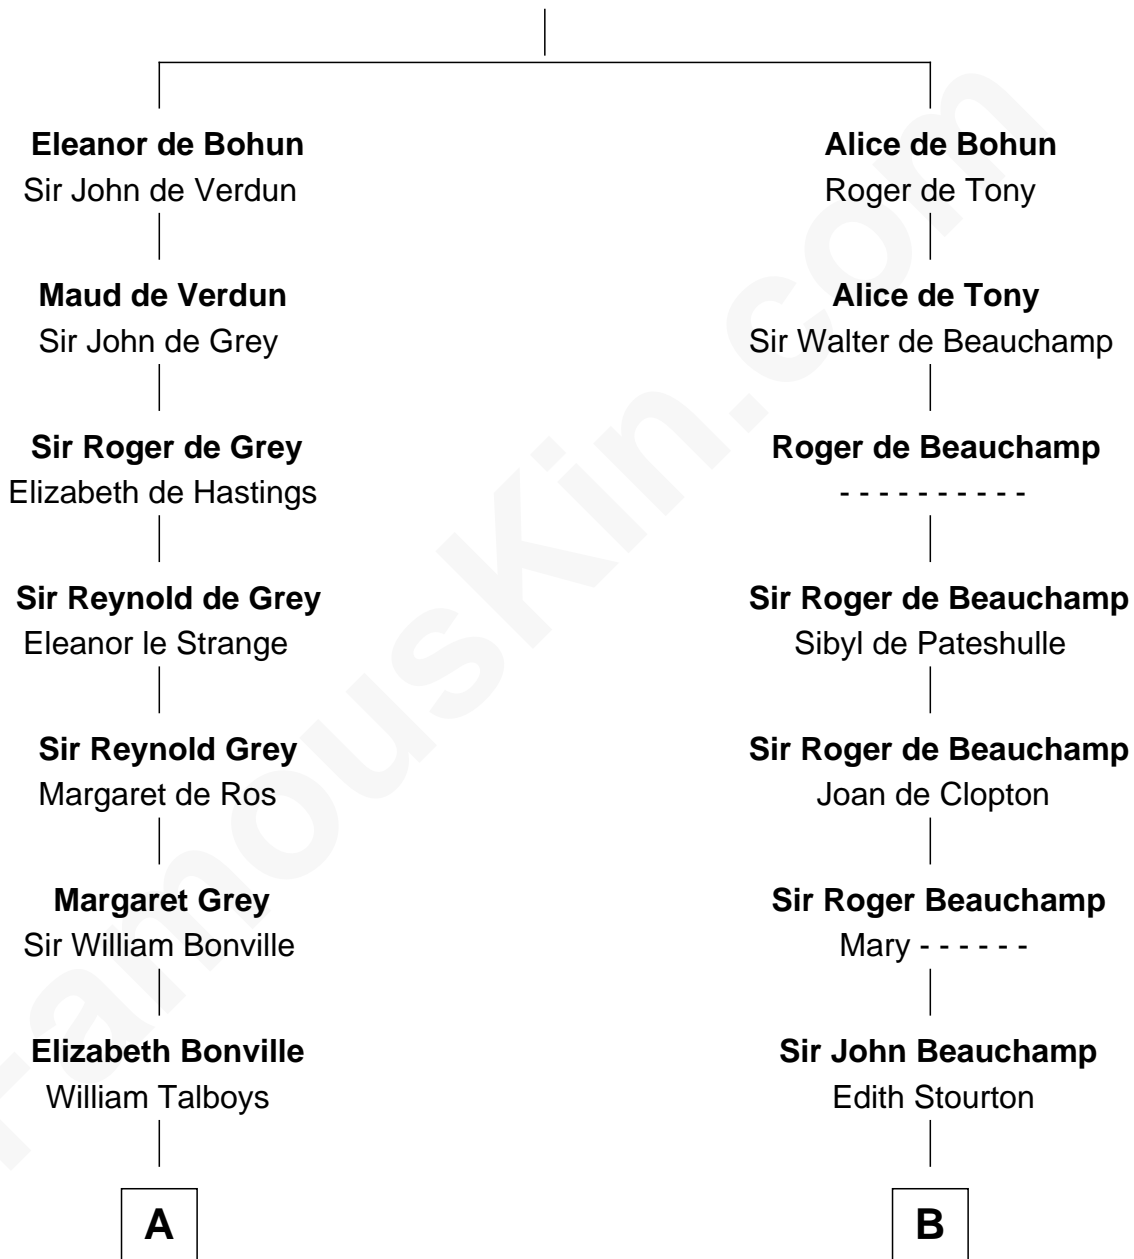 Eleanor de Bohun
Sir John de Verdun
Maud de Verdun
Sir John de Grey
Sir Roger de Grey
Elizabeth de Hastings
Sir Reynold de Grey
Eleanor le Strange
Sir Reynold Grey
Margaret de Ros
Margaret Grey
Sir William Bonville
Elizabeth Bonville
William Talboys
A
Alice de Bohun
Roger de Tony
Alice de Tony
Sir Walter de Beauchamp
Roger de Beauchamp
- - - - - - - - - -
Sir Roger de Beauchamp
Sibyl de Pateshulle
Sir Roger de Beauchamp
Joan de Clopton
Sir Roger Beauchamp
Mary - - - - - -
Sir John Beauchamp
Edith Stourton
B
FamousKin.com